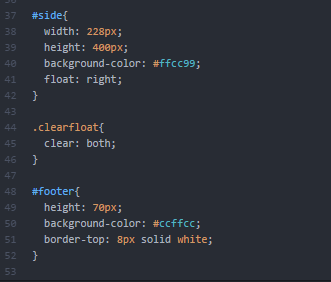 37 #side{
38 width: 228px;
39 height: 400px;
40 background-color: #ffcc99;
41 float: right;
42 }
43
44 .clearfloat{
45 clear: both;
46 }
47
48 #footer{
49 height: 70px;
50 background-color: #ccffcc;
51 border-top: 8px solid white;
52 }
53